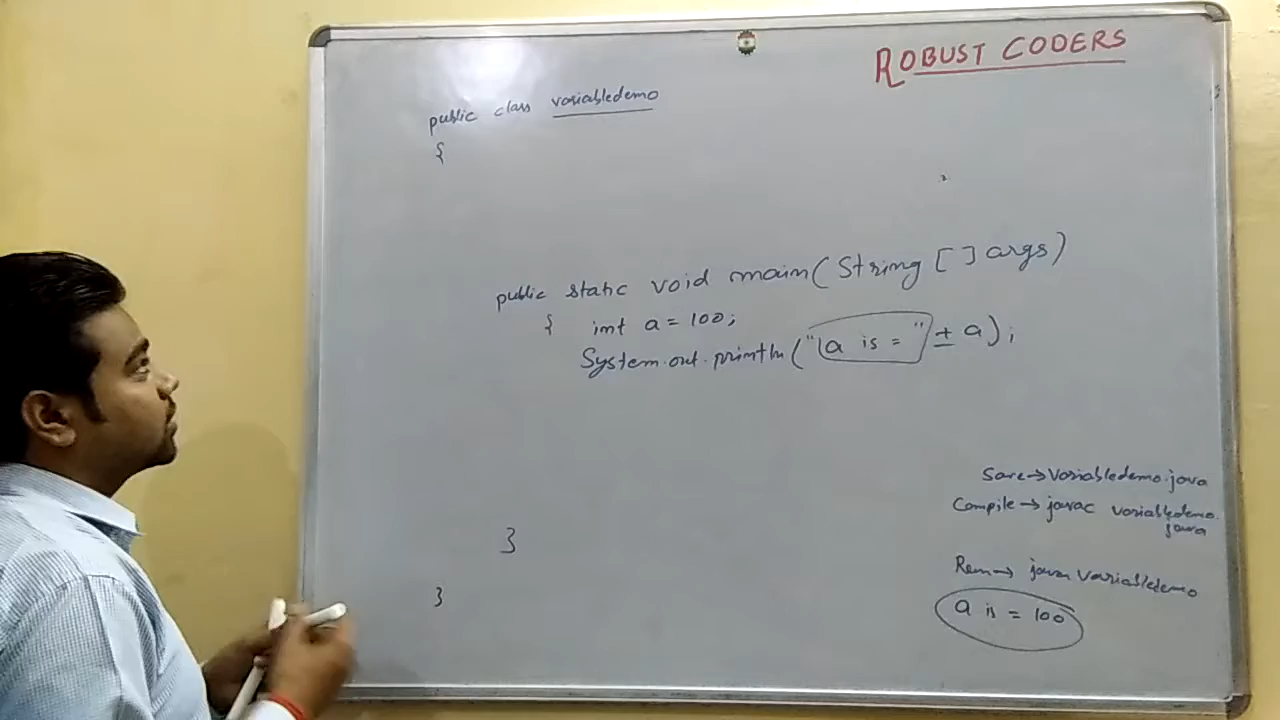 ROBUST CODERS
public class variabledemo
{
public static void main(String [ ] args)
{ int a = 100;
System.out.println("a is = " + a);
}
}
Save→variabledemo.java
Compile→javac variabledemo.
java
Run→ java variabledemo
a is = 100